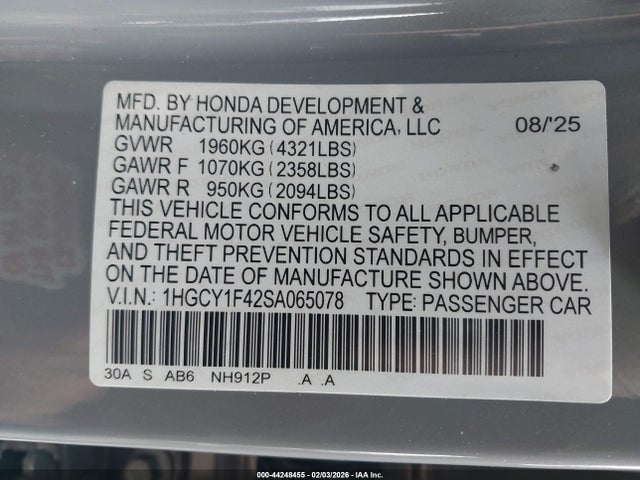 MFD. BY HONDA DEVELOPMENT &
MANUFACTURING OF AMERICA, LLC 08/'25
GVWR 1960KG (4321LBS)
GAWR F 1070KG (2358LBS)
GAWR R 950KG (2094LBS)
THIS VEHICLE CONFORMS TO ALL APPLICABLE
FEDERAL MOTOR VEHICLE SAFETY, BUMPER,
AND THEFT PREVENTION STANDARDS IN EFFECT
ON THE DATE OF MANUFACTURE SHOWN ABOVE.
V.I.N.: 1HGCY1F42SA065078 TYPE: PASSENGER CAR
30A S AB6 NH912P .A .A
000-44248455 - 02/03/2026 - IAA Inc.